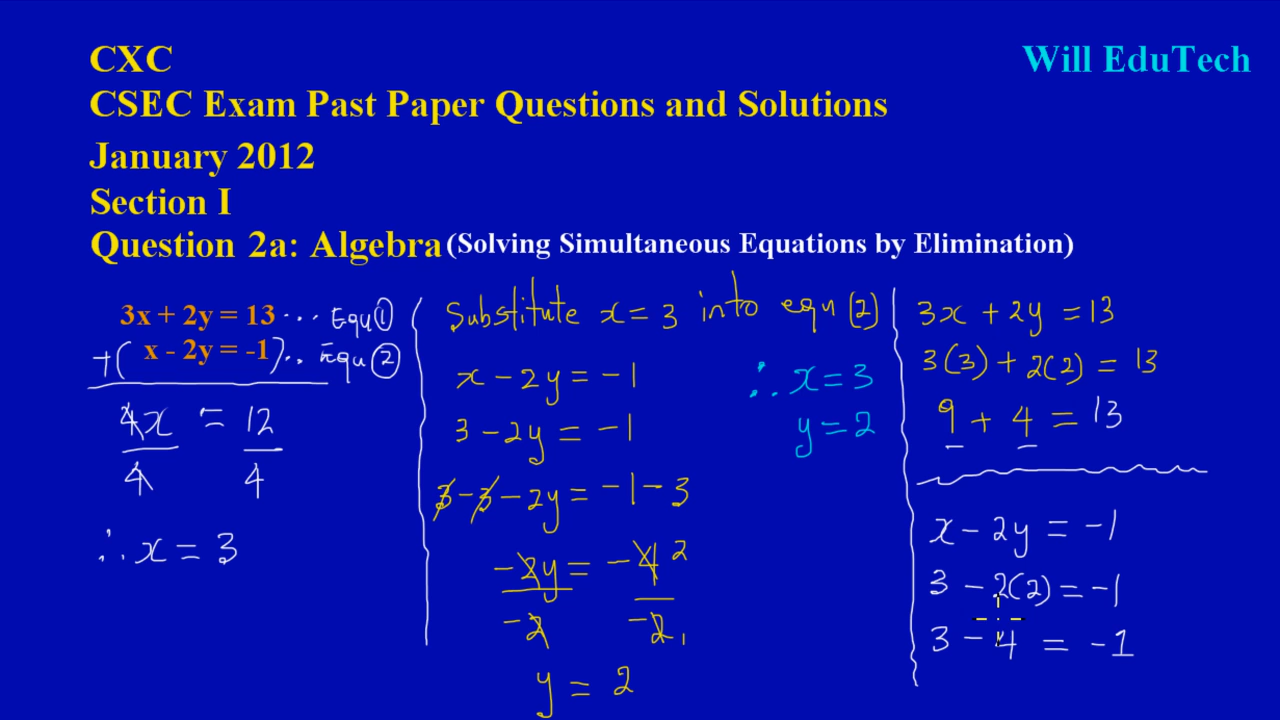 CXC
Will EduTech
CSEC Exam Past Paper Questions and Solutions
January 2012
Section I
Question 2a: Algebra (Solving Simultaneous Equations by Elimination)
3x + 2y = 13 ... Equ ①
+( x - 2y = -1 ) .. Equ ②
4x = 12
4 4
∴ x = 3
Substitute x = 3 into equ (2)
x - 2y = -1
3 - 2y = -1
3 - 3 - 2y = -1 - 3
-2y = -4 2
-2 -2 1
y = 2
∴ x = 3
y = 2
3x + 2y = 13
3(3) + 2(2) = 13
9 + 4 = 13
x - 2y = -1
3 - 2(2) = -1
3 - 4 = -1